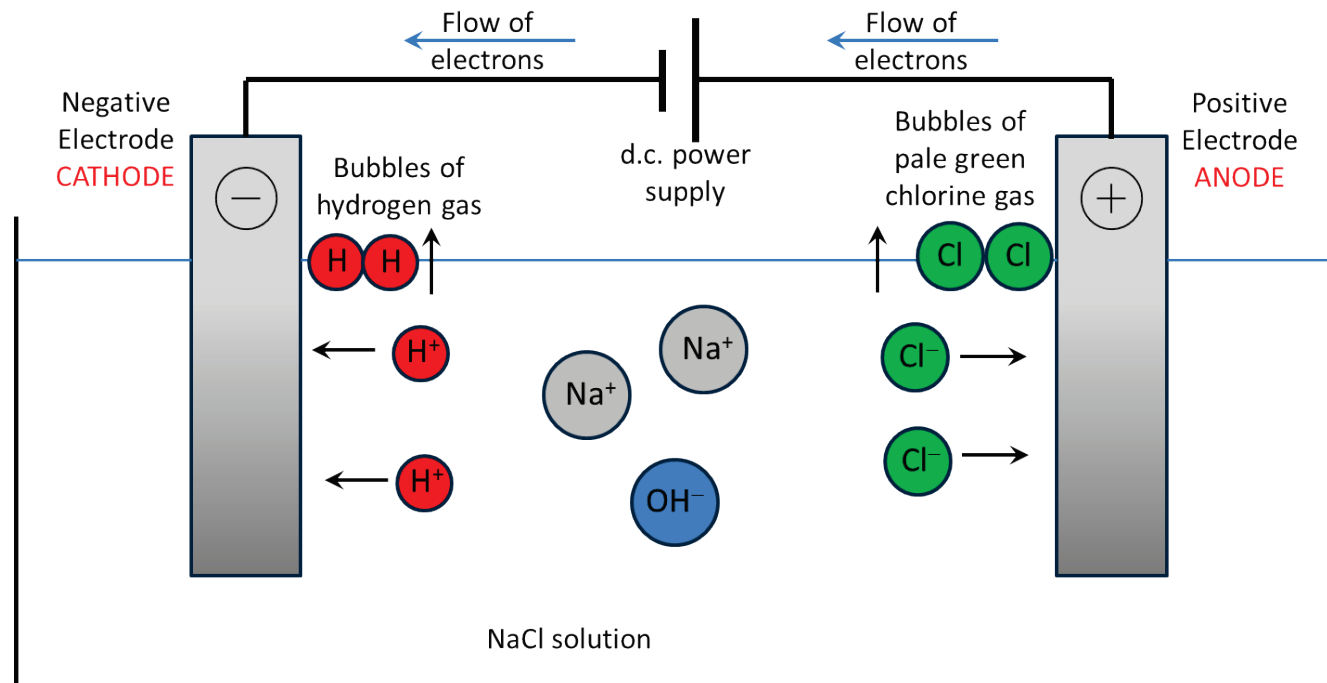 Flow of
electrons
Flow of
electrons
Negative
Electrode
CATHODE
Bubbles of
hydrogen gas
d.c. power
supply
Bubbles of
pale green
chlorine gas
Positive
Electrode
ANODE
−
+
H H
Cl Cl
H⁺
Na⁺
Na⁺
Cl⁻
H⁺
OH⁻
Cl⁻
NaCl solution